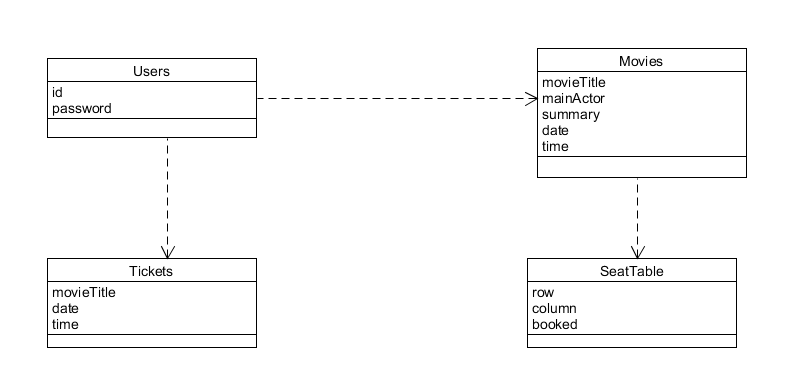 Users
id
password
Movies
movieTitle
mainActor
summary
date
time
Tickets
movieTitle
date
time
SeatTable
row
column
booked